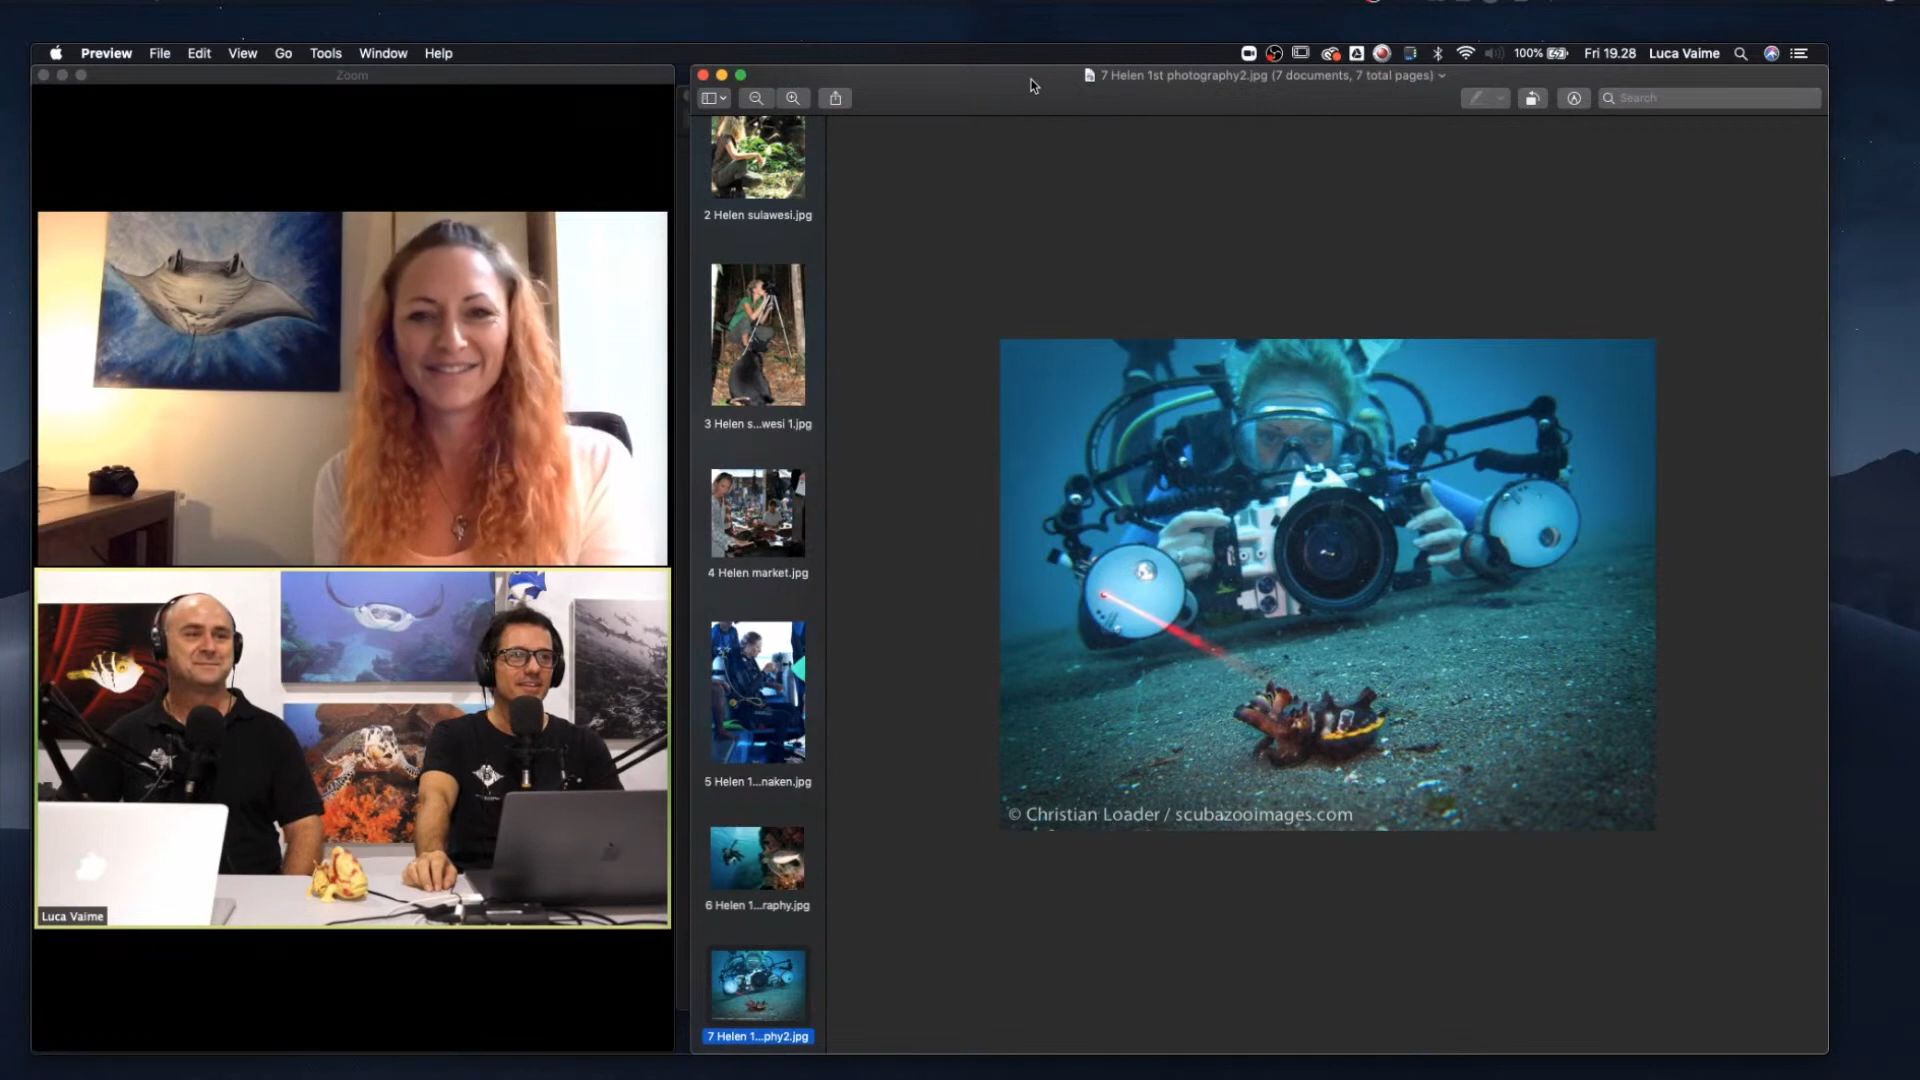 Preview File Edit View Go Tools Window Help
100% Fri 19.28 Luca Vaime
Zoom
7 Helen 1st photography2.jpg (7 documents, 7 total pages)
Search
2 Helen sulawesi.jpg
3 Helen s...wesi 1.jpg
4 Helen market.jpg
5 Helen 1...naken.jpg
6 Helen 1...raphy.jpg
7 Helen 1...phy2.jpg
© Christian Loader / scubazooimages.com
Luca Vaime